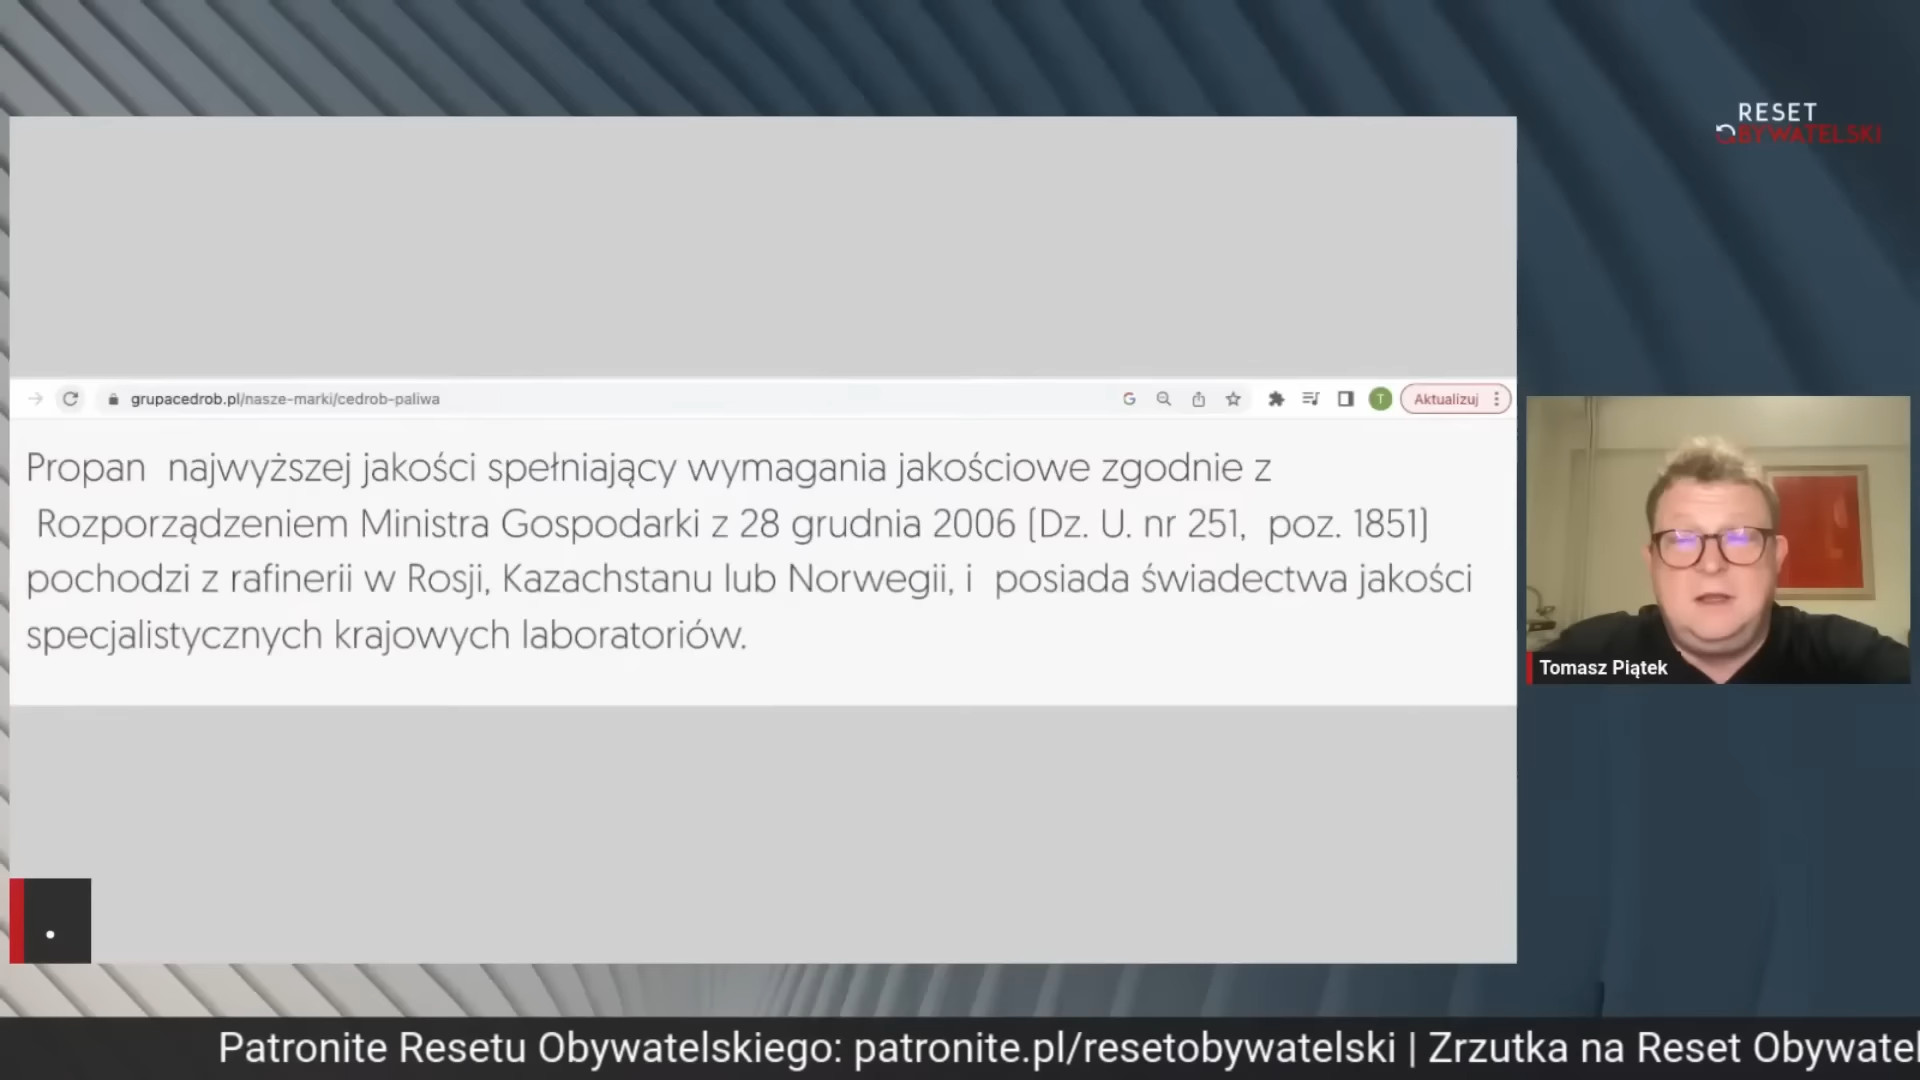 RESET
OBYWATELSKI
grupacedrob.pl/nasze-marki/cedrob-paliwa
T
Aktualizuj
Propan najwyższej jakości spełniający wymagania jakościowe zgodnie z
Rozporządzeniem Ministra Gospodarki z 28 grudnia 2006 (Dz. U. nr 251, poz. 1851)
pochodzi z rafinerii w Rosji, Kazachstanu lub Norwegii, i posiada świadectwa jakości
specjalistycznych krajowych laboratoriów.
Tomasz Piątek
.
Patronite Resetu Obywatelskiego: patronite.pl/resetobywatelski | Zrzutka na Reset Obywatel